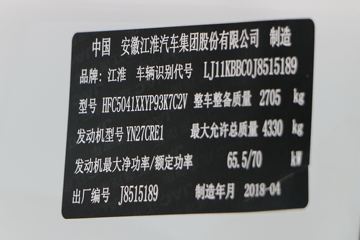 中国 安徽江淮汽车集团股份有限公司 制造
品牌：江淮 车辆识别代号 LJ11KBBC0J8515189
型号 HFC5041XXYP93K7C2V 整车整备质量 2705 kg
发动机型号 YN27CRE1 最大允许总质量 4330 kg
发动机最大净功率/额定功率 65.5/70 kW
出厂编号 J8515189 制造年月 2018-04